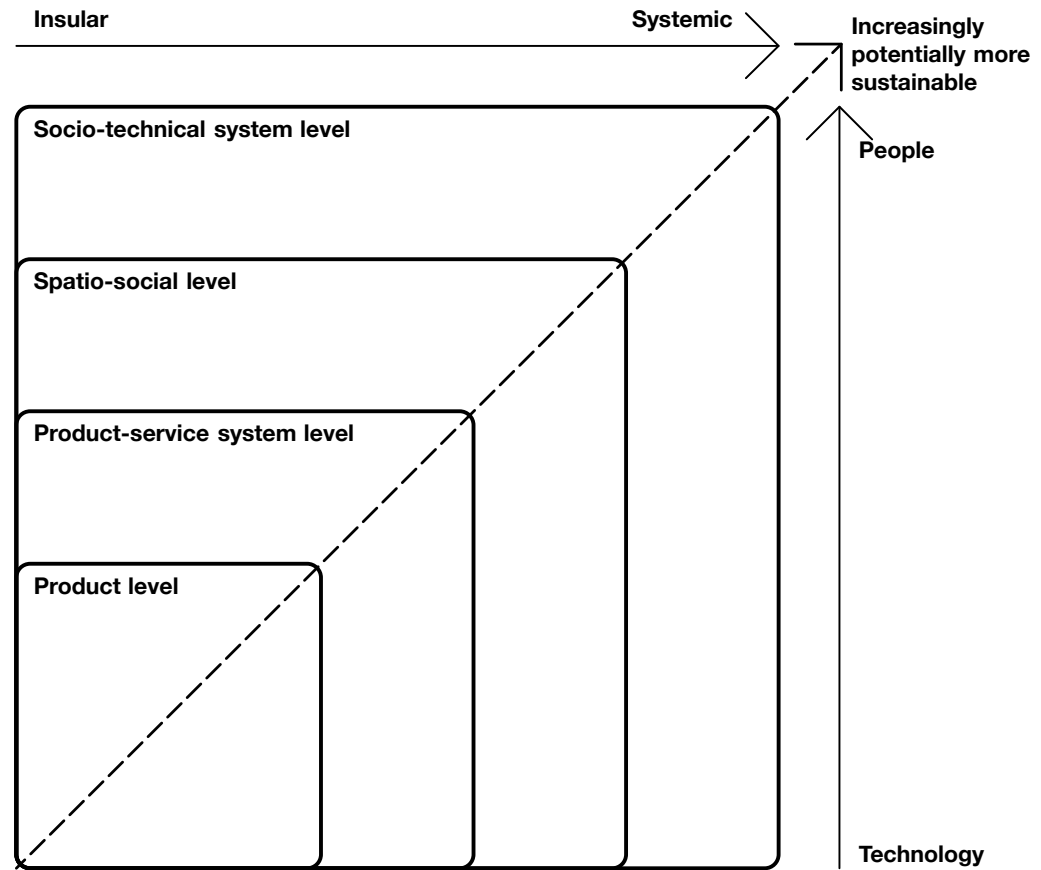 Insular
Systemic
Increasingly
potentially more
sustainable
Socio-technical system level
People
Spatio-social level
Product-service system level
Product level
Technology